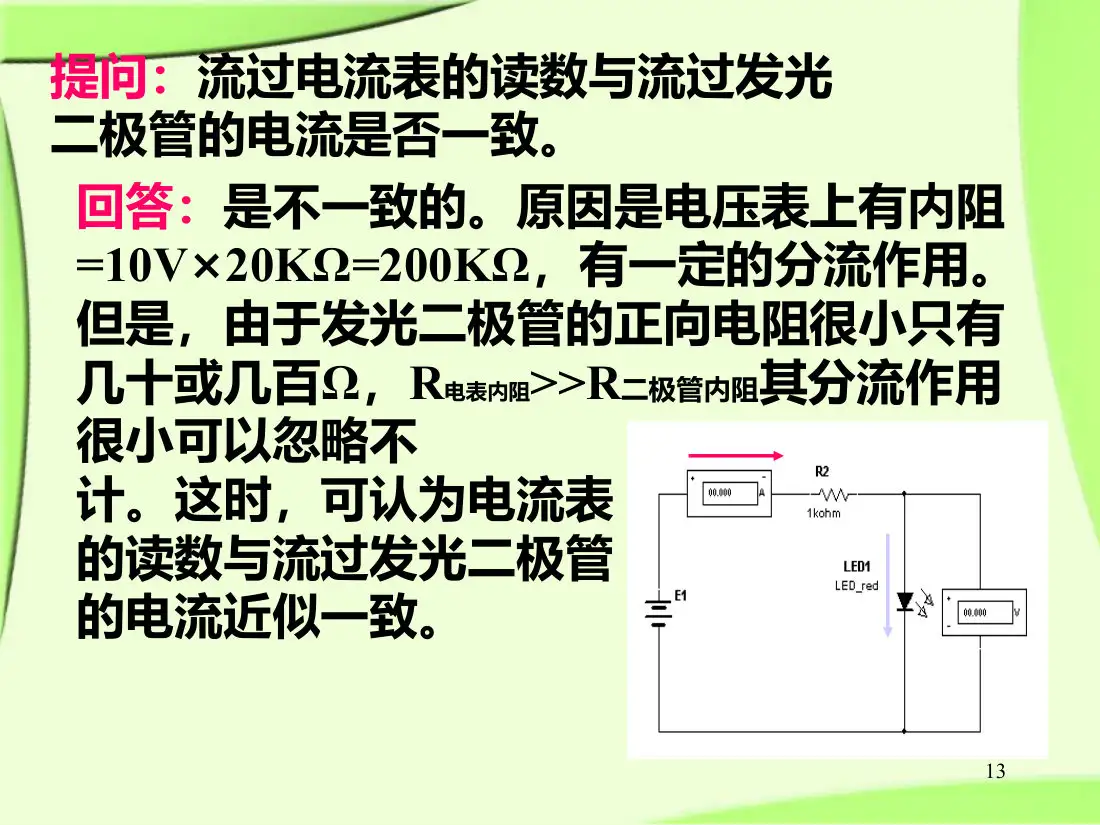 提问：流过电流表的读数与流过发光
二极管的电流是否一致。
回答：是不一致的。原因是电压表上有内阻
=10V×20KΩ=200KΩ，有一定的分流作用。
但是，由于发光二极管的正向电阻很小只有
几十或几百Ω，R电表内阻>>R二极管内阻其分流作用
很小可以忽略不
计。这时，可认为电流表
的读数与流过发光二极管
的电流近似一致。
+ -
00.000 A
R2
1kohm
LED1
LED_red
E1
+
00.000 V
-
13